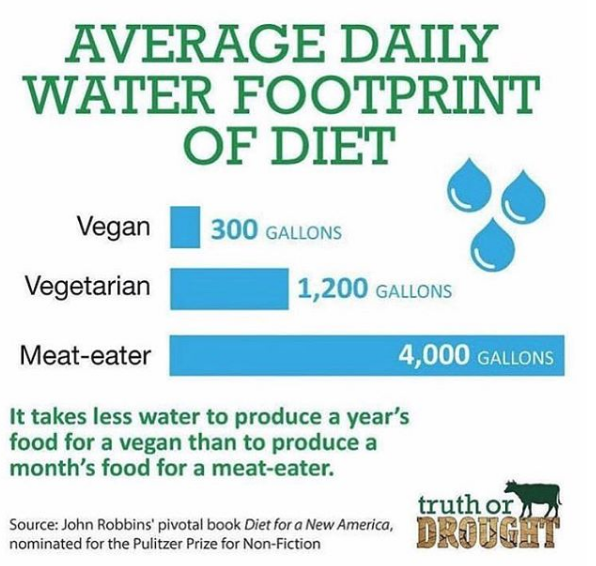 AVERAGE DAILY
WATER FOOTPRINT
OF DIET
Vegan 300 GALLONS
Vegetarian 1,200 GALLONS
Meat-eater 4,000 GALLONS
It takes less water to produce a year's
food for a vegan than to produce a
month's food for a meat-eater.
Source: John Robbins' pivotal book Diet for a New America,
nominated for the Pulitzer Prize for Non-Fiction
truth or
DROUGHT